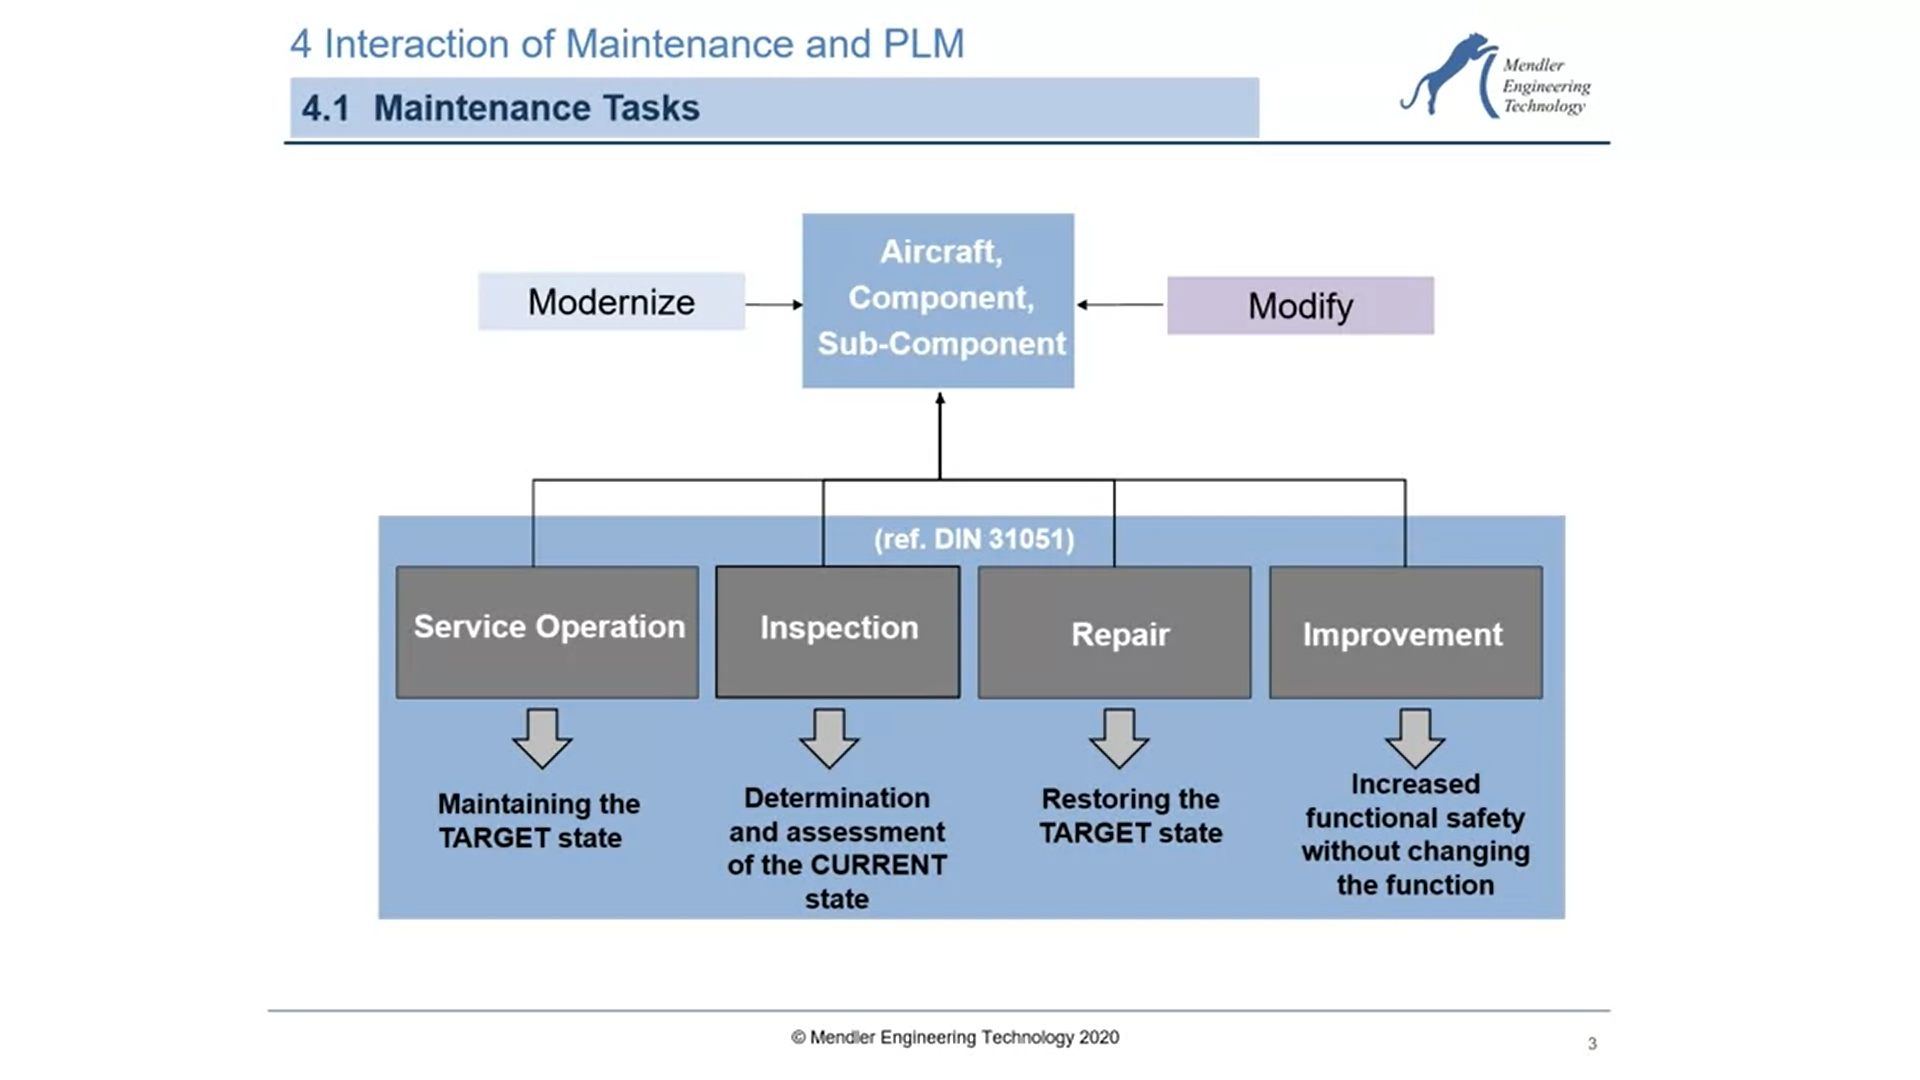 4 Interaction of Maintenance and PLM
4.1 Maintenance Tasks
Mendler
Engineering
Technology
Aircraft,
Component,
Sub-Component
Modernize
Modify
(ref. DIN 31051)
Service Operation
Inspection
Repair
Improvement
Maintaining the
TARGET state
Determination
and assessment
of the CURRENT
state
Restoring the
TARGET state
Increased
functional safety
without changing
the function
© Mendler Engineering Technology 2020
3